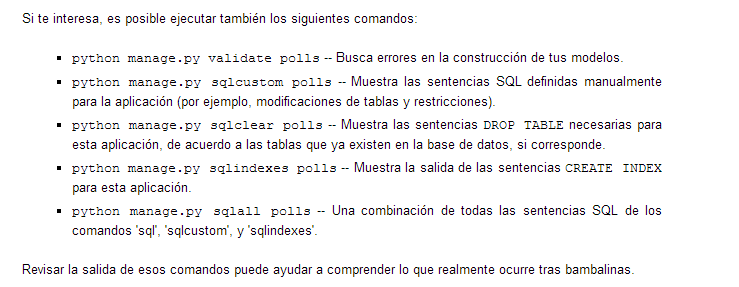 Si te interesa, es posible ejecutar también los siguientes comandos:
▪ python manage.py validate polls -- Busca errores en la construcción de tus modelos.
▪ python manage.py sqlcustom polls -- Muestra las sentencias SQL definidas manualmente
para la aplicación (por ejemplo, modificaciones de tablas y restricciones).
▪ python manage.py sqlclear polls -- Muestra las sentencias DROP TABLE necesarias para
esta aplicación, de acuerdo a las tablas que ya existen en la base de datos, si corresponde.
▪ python manage.py sqlindexes polls -- Muestra la salida de las sentencias CREATE INDEX
para esta aplicación.
▪ python manage.py sqlall polls -- Una combinación de todas las sentencias SQL de los
comandos 'sql', 'sqlcustom', y 'sqlindexes'.
Revisar la salida de esos comandos puede ayudar a comprender lo que realmente ocurre tras bambalinas.